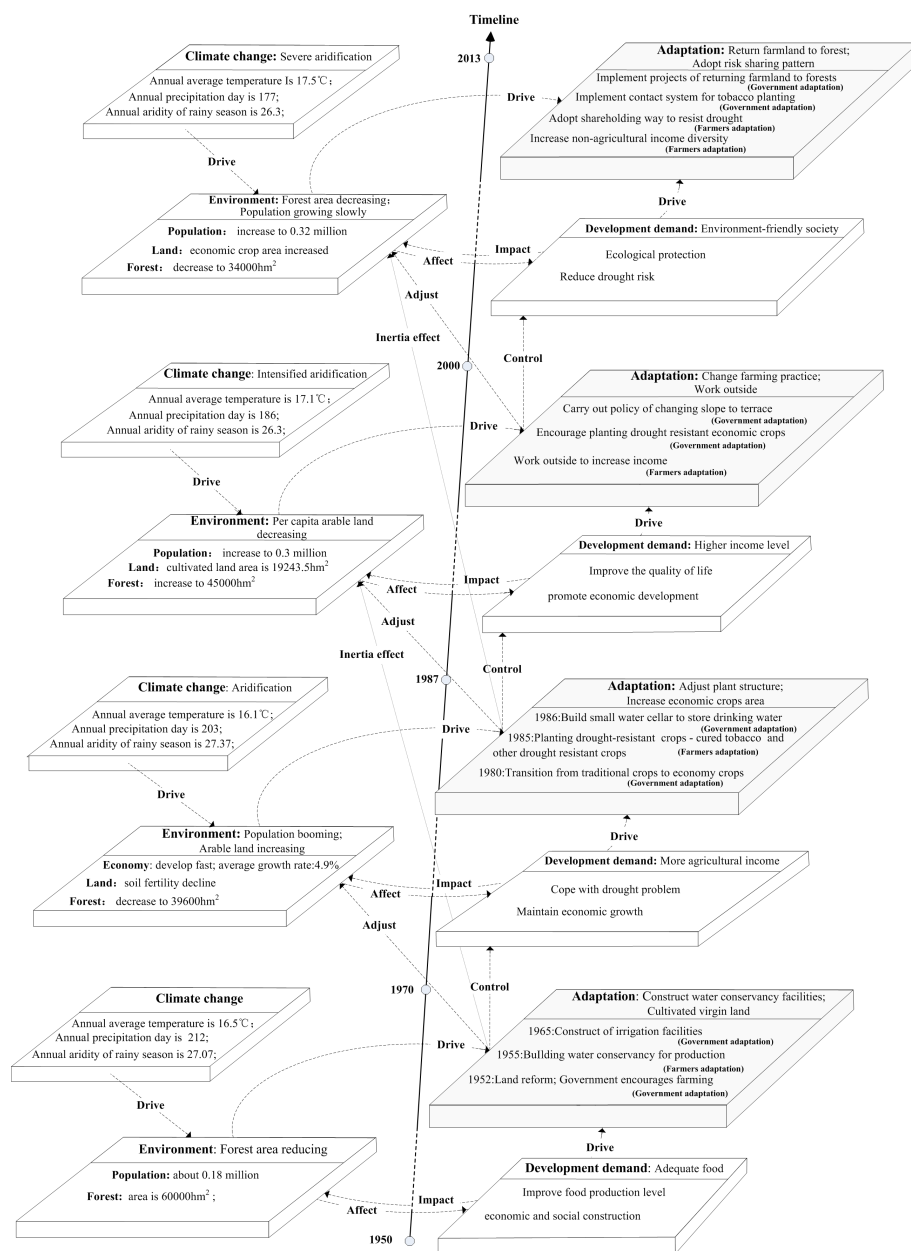 Timeline
2013
Climate change: Severe aridification
Annual average temperature Is 17.5℃;
Annual precipitation day is 177;
Annual aridity of rainy season is 26.3;
Drive
Environment: Forest area decreasing;
Population growing slowly
Population: increase to 0.32 million
Land: economic crop area increased
Forest: decrease to 34000hm²
Drive
Adaptation: Return farmland to forest;
Adopt risk sharing pattern
Implement projects of returning farmland to forests
(Government adaptation)
Implement contact system for tobacco planting
(Government adaptation)
Adopt shareholding way to resist drought
(Farmers adaptation)
Increase non-agricultural income diversity
(Farmers adaptation)
Drive
Development demand: Environment-friendly society
Ecological protection
Reduce drought risk
Impact
Affect
Adjust
Inertia effect
Control
2000
Climate change: Intensified aridification
Annual average temperature is 17.1℃;
Annual precipitation day is 186;
Annual aridity of rainy season is 26.3;
Drive
Environment: Per capita arable land
decreasing
Population: increase to 0.3 million
Land: cultivated land area is 19243.5hm²
Forest: increase to 45000hm²
Drive
Adaptation: Change farming practice;
Work outside
Carry out policy of changing slope to terrace
(Government adaptation)
Encourage planting drought resistant economic crops
(Government adaptation)
Work outside to increase income
(Farmers adaptation)
Drive
Development demand: Higher income level
Improve the quality of life
promote economic development
Impact
Affect
Adjust
Inertia effect
Control
1987
Climate change: Aridification
Annual average temperature is 16.1℃;
Annual precipitation day is 203;
Annual aridity of rainy season is 27.37;
Drive
Environment: Population booming;
Arable land increasing
Economy: develop fast; average growth rate:4.9%
Land: soil fertility decline
Forest: decrease to 39600hm²
Drive
Adaptation: Adjust plant structure;
Increase economic crops area
1986:Build small water cellar to store drinking water
(Government adaptation)
1985:Planting drought-resistant crops - cured tobacco and
other drought resistant crops
(Farmers adaptation)
1980:Transition from traditional crops to economy crops
(Government adaptation)
Drive
Development demand: More agricultural income
Cope with drought problem
Maintain economic growth
Impact
Affect
Adjust
Control
1970
Climate change
Annual average temperature is 16.5℃;
Annual precipitation day is 212;
Annual aridity of rainy season is 27.07;
Drive
Environment: Forest area reducing
Population: about 0.18 million
Forest: area is 60000hm² ;
Drive
Adaptation: Construct water conservancy facilities;
Cultivated virgin land
1965:Construct of irrigation facilities
(Government adaptation)
1955:Building water conservancy for production
(Farmers adaptation)
1952:Land reform; Government encourages farming
(Government adaptation)
Drive
Development demand: Adequate food
Improve food production level
economic and social construction
Impact
Affect
1950